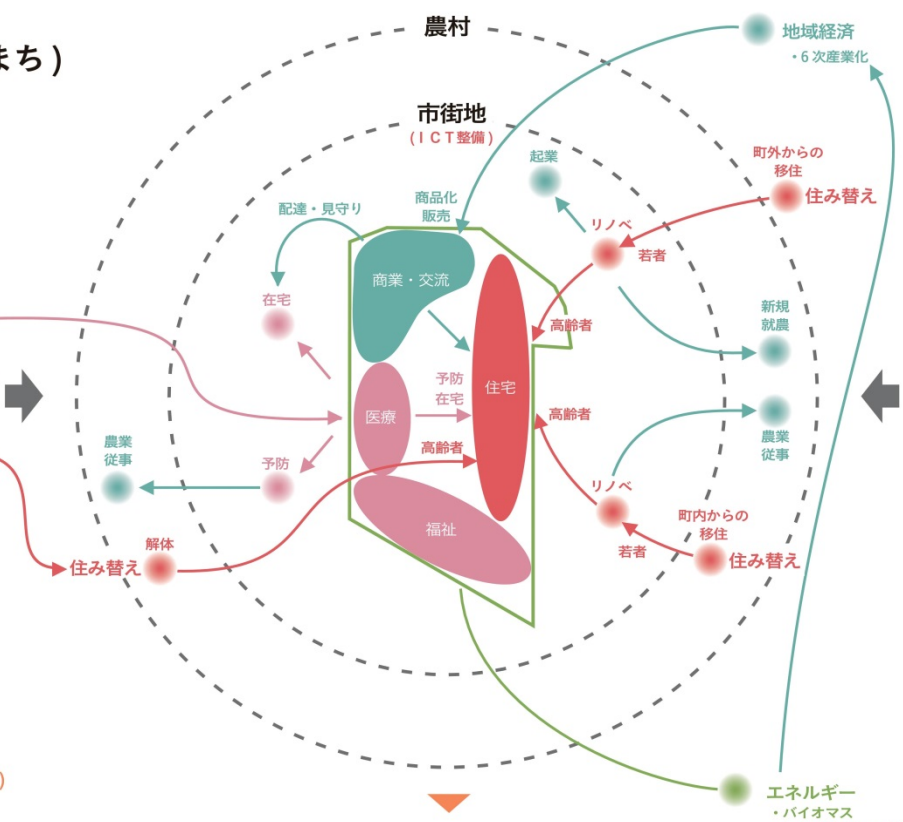 まち)
農村
地域経済
・6次産業化
市街地
(ICT整備)
起業
町外からの
移住
住み替え
商品化
販売
配達・見守り
リノベ
若者
商業・交流
在宅
高齢者
新規
就農
予防
在宅
住宅
医療
高齢者
農業
従事
農業
従事
高齢者
予防
リノベ
町内からの
移住
福祉
解体
若者
住み替え
住み替え
)
エネルギー
・バイオマス